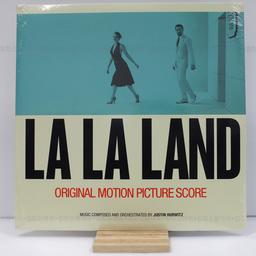 LA LA LAND
ORIGINAL MOTION PICTURE SCORE
MUSIC COMPOSED AND ORCHESTRATED BY JUSTIN HURWITZ